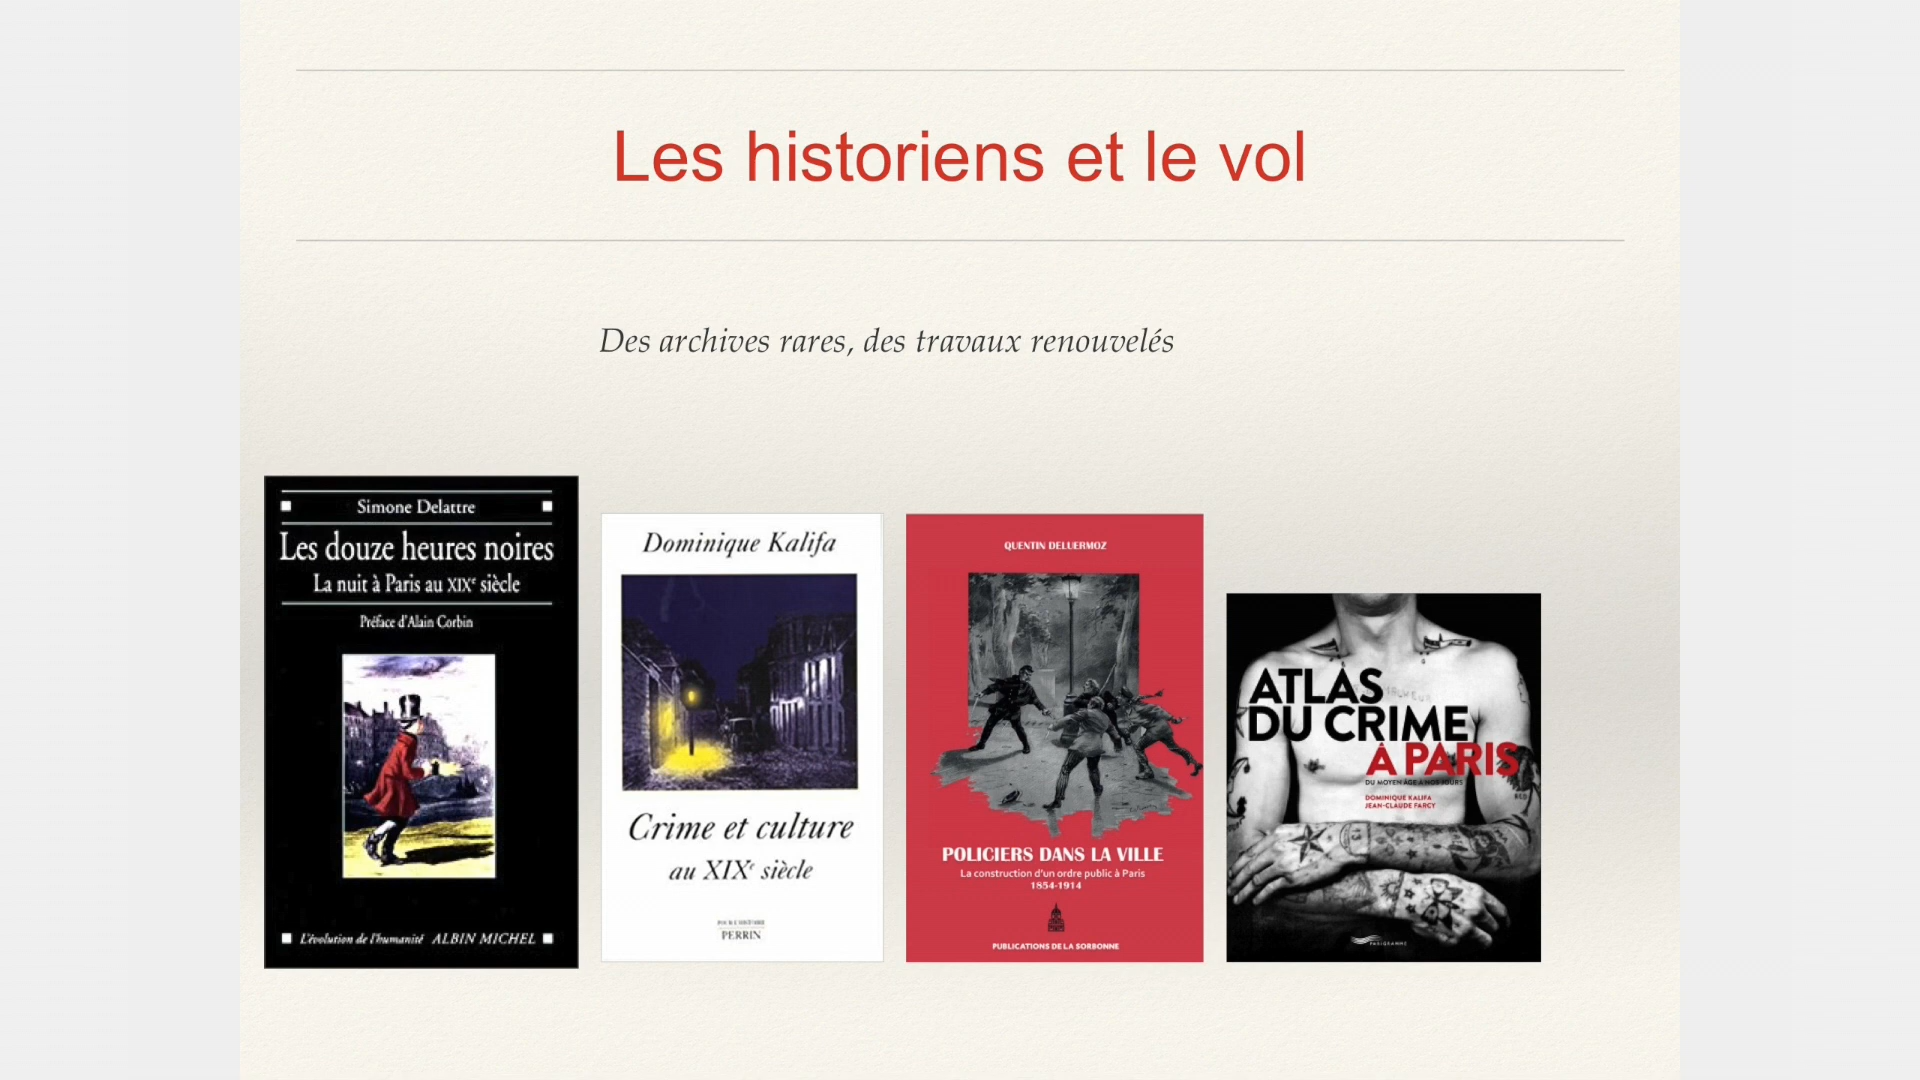 Les historiens et le vol
Des archives rares, des travaux renouvelés
Simone Delattre
Les douze heures noires
La nuit à Paris au XIXe siècle
Préface d'Alain Corbin
L'évolution de l'humanité ALBIN MICHEL
Dominique Kalifa
Crime et culture
au XIXe siècle
POUR L'HISTOIRE
PERRIN
QUENTIN DELUERMOZ
POLICIERS DANS LA VILLE
La construction d'un ordre public à Paris
1854-1914
PUBLICATIONS DE LA SORBONNE
ATLAS
DU CRIME
À PARIS
DU MOYEN ÂGE À NOS JOURS
DOMINIQUE KALIFA
JEAN-CLAUDE FARCY
PARIGRAMME